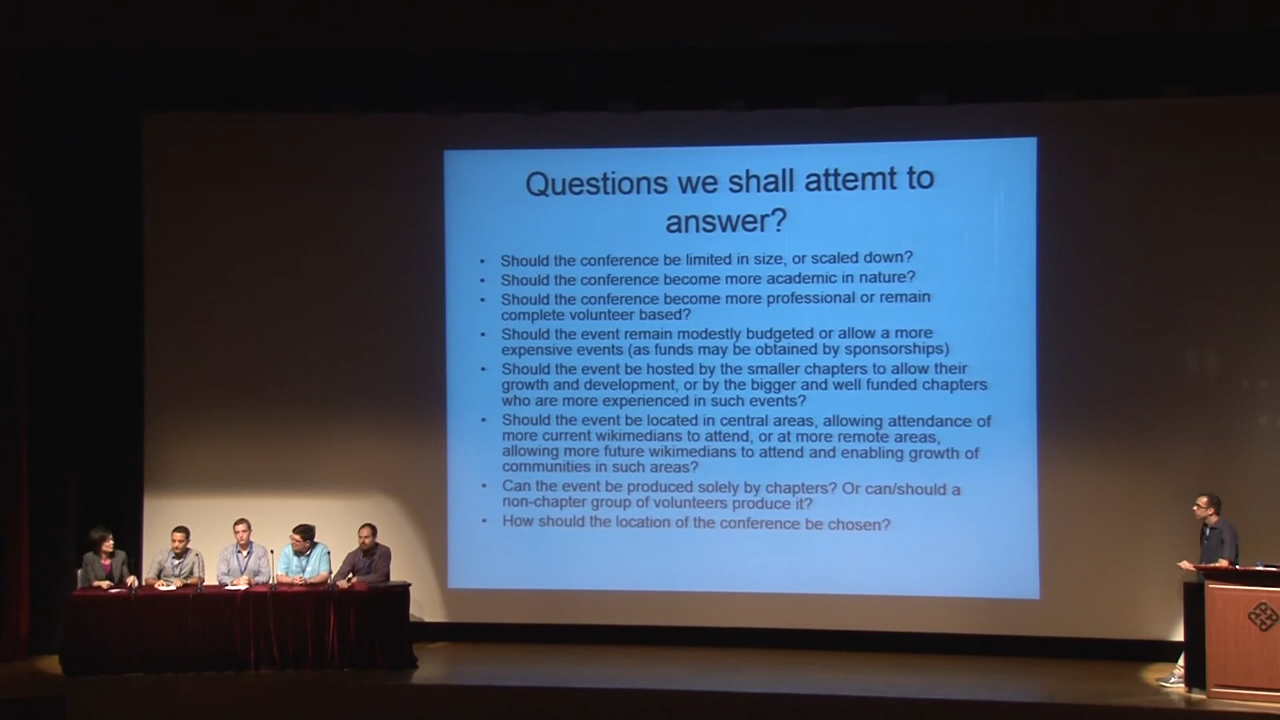 Questions we shall attemt to
answer?
• Should the conference be limited in size, or scaled down?
• Should the conference become more academic in nature?
• Should the conference become more professional or remain
complete volunteer based?
• Should the event remain modestly budgeted or allow a more
expensive events (as funds may be obtained by sponsorships)
• Should the event be hosted by the smaller chapters to allow their
growth and development, or by the bigger and well funded chapters
who are more experienced in such events?
• Should the event be located in central areas, allowing attendance of
more current wikimedians to attend, or at more remote areas,
allowing more future wikimedians to attend and enabling growth of
communities in such areas?
• Can the event be produced solely by chapters? Or can/should a
non-chapter group of volunteers produce it?
• How should the location of the conference be chosen?